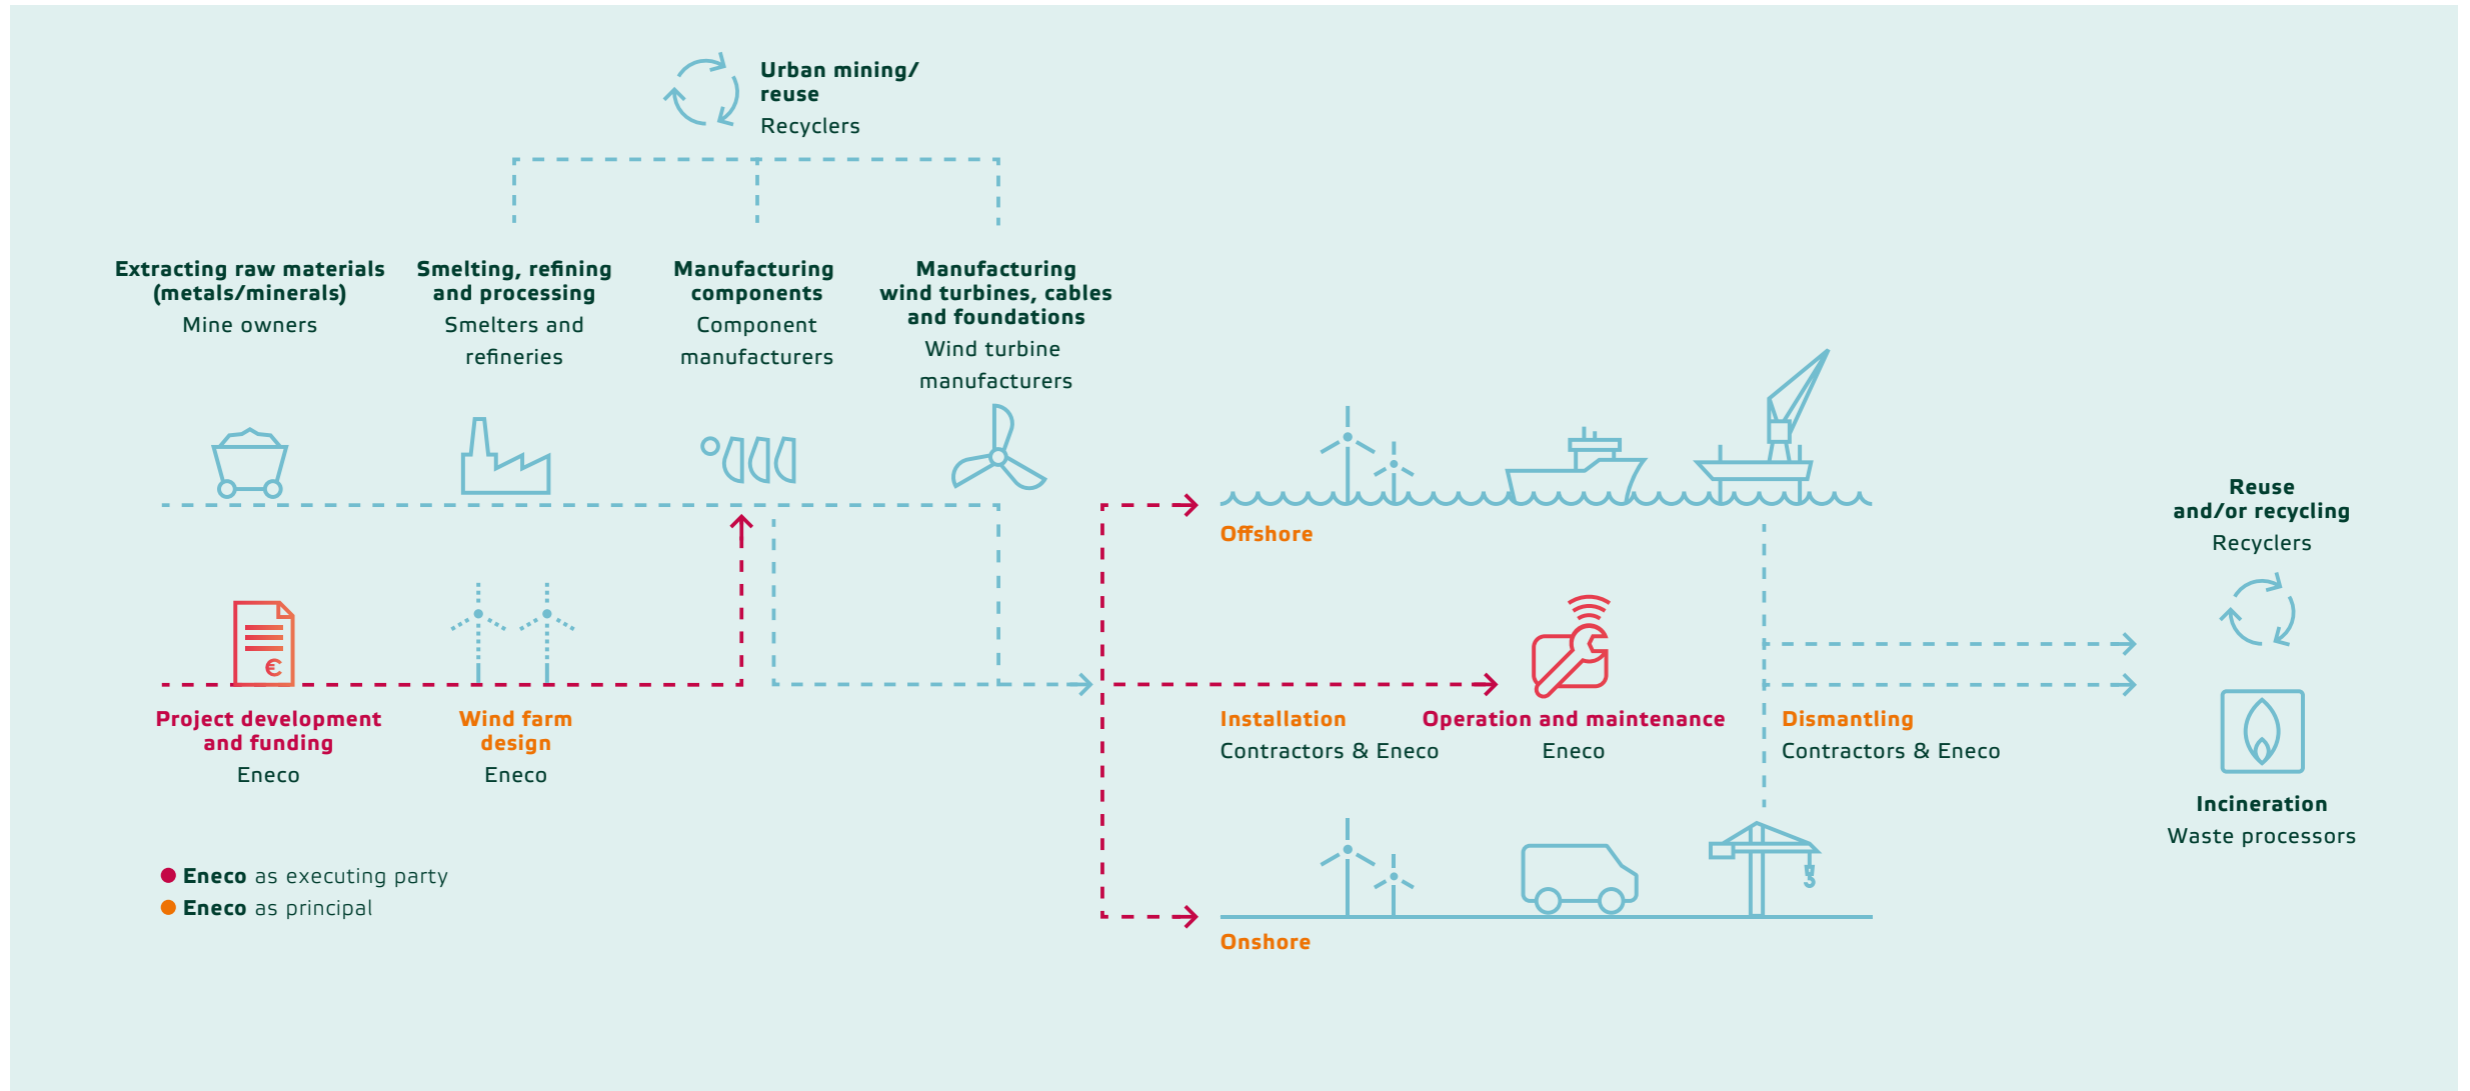 Urban mining/
reuse
Recyclers
Extracting raw materials
(metals/minerals)
Mine owners
Smelting, refining
and processing
Smelters and
refineries
Manufacturing
components
Component
manufacturers
Manufacturing
wind turbines, cables
and foundations
Wind turbine
manufacturers
Offshore
Reuse
and/or recycling
Recyclers
€
Project development
and funding
Eneco
Wind farm
design
Eneco
Installation
Contractors & Eneco
Operation and maintenance
Eneco
Dismantling
Contractors & Eneco
Incineration
Waste processors
Eneco as executing party
Eneco as principal
Onshore